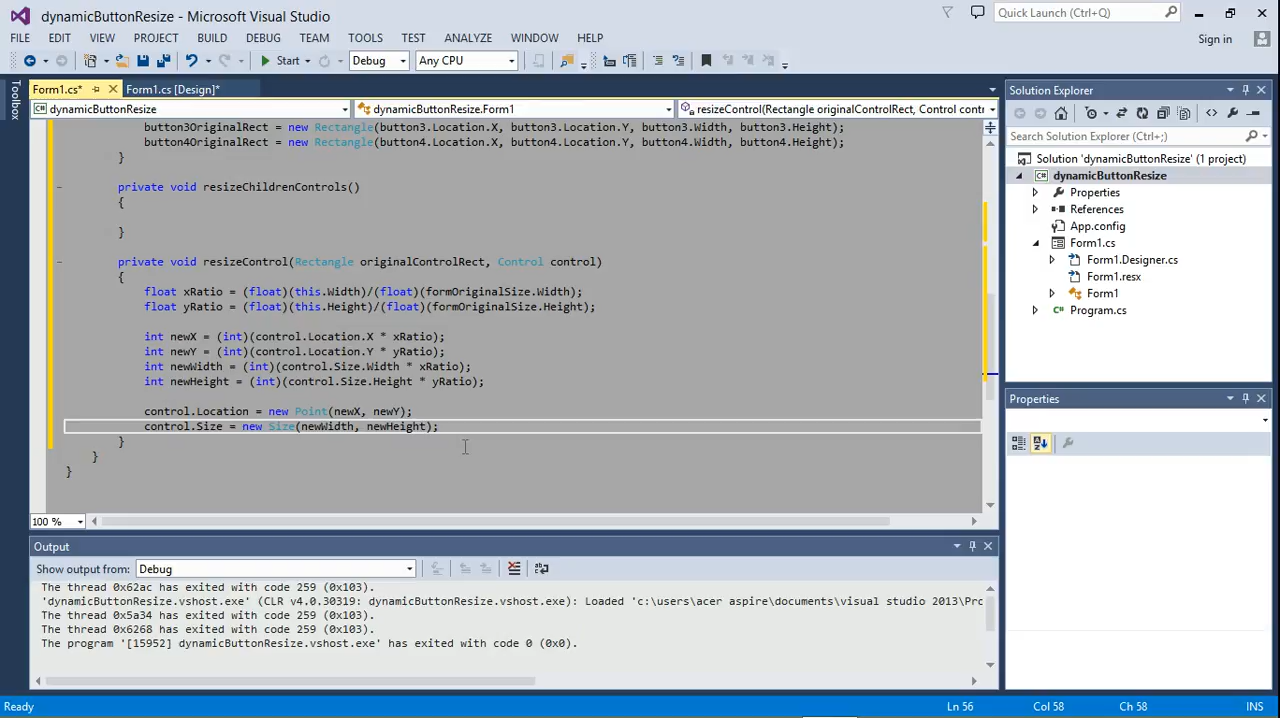 dynamicButtonResize - Microsoft Visual Studio
Quick Launch (Ctrl+Q)
FILE EDIT VIEW PROJECT BUILD DEBUG TEAM TOOLS TEST ANALYZE WINDOW HELP
Sign in
Start Debug Any CPU
Toolbox
Form1.cs* Form1.cs [Design]*
dynamicButtonResize dynamicButtonResize.Form1 resizeControl(Rectangle originalControlRect, Control contr
button3OriginalRect = new Rectangle(button3.Location.X, button3.Location.Y, button3.Width, button3.Height);
button4OriginalRect = new Rectangle(button4.Location.X, button4.Location.Y, button4.Width, button4.Height);
}
private void resizeChildrenControls()
{
}
private void resizeControl(Rectangle originalControlRect, Control control)
{
float xRatio = (float)(this.Width)/(float)(formOriginalSize.Width);
float yRatio = (float)(this.Height)/(float)(formOriginalSize.Height);
int newX = (int)(control.Location.X * xRatio);
int newY = (int)(control.Location.Y * yRatio);
int newWidth = (int)(control.Size.Width * xRatio);
int newHeight = (int)(control.Size.Height * yRatio);
control.Location = new Point(newX, newY);
control.Size = new Size(newWidth, newHeight);
}
}
}
100 %
Output
Show output from: Debug
The thread 0x62ac has exited with code 259 (0x103).
'dynamicButtonResize.vshost.exe' (CLR v4.0.30319: dynamicButtonResize.vshost.exe): Loaded 'c:\users\acer aspire\documents\visual studio 2013\Pro
The thread 0x5a34 has exited with code 259 (0x103).
The thread 0x6268 has exited with code 259 (0x103).
The program '[15952] dynamicButtonResize.vshost.exe' has exited with code 0 (0x0).
Solution Explorer
Search Solution Explorer (Ctrl+;)
Solution 'dynamicButtonResize' (1 project)
dynamicButtonResize
Properties
References
App.config
Form1.cs
Form1.Designer.cs
Form1.resx
Form1
Program.cs
Properties
Ready Ln 56 Col 58 Ch 58 INS